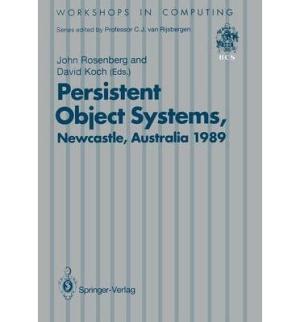 WORKSHOPS IN COMPUTING
Series edited by Professor C.J. van Rijsbergen
BCS
John Rosenberg and
David Koch (Eds.)
Persistent
Object Systems,
Newcastle, Australia 1989
Springer-Verlag